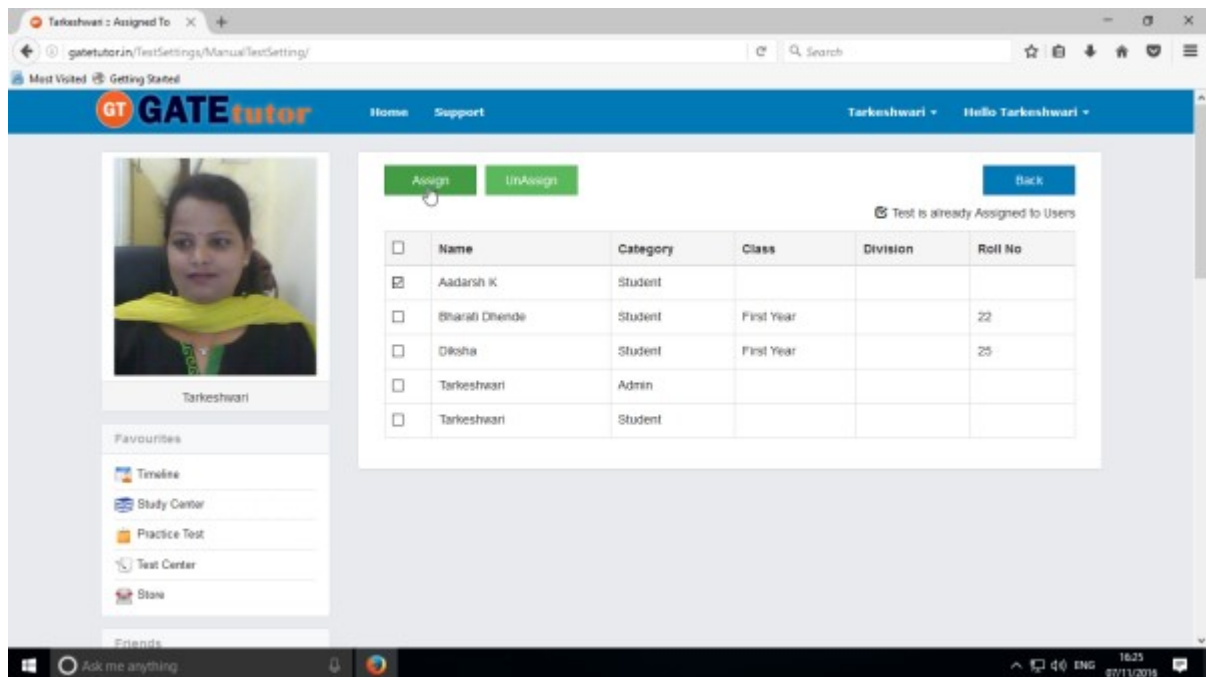 Tarkeshwari :: Assigned To
gatetutor.in/TestSettings/ManualTestSetting/
Search
Most Visited Getting Started
GT GATEtutor Home Support Tarkeshwari Hello Tarkeshwari
Assign UnAssign Back
Test is already Assigned to Users
Name Category Class Division Roll No
Aadarsh K Student
Bharati Dhende Student First Year 22
Diksha Student First Year 25
Tarkeshwari Admin
Tarkeshwari Student
Tarkeshwari
Favourites
Timeline
Study Center
Practice Test
Test Center
Store
Friends
Ask me anything
ENG
16:25
07/11/2016